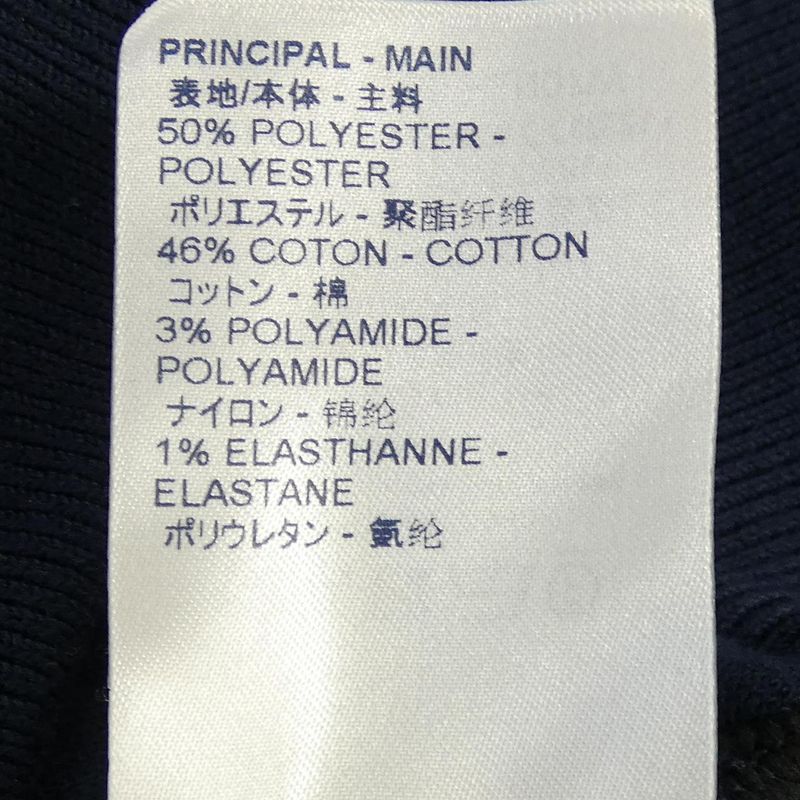 PRINCIPAL - MAIN
表地/本体 - 主料
50% POLYESTER -
POLYESTER
ポリエステル - 聚酯纤维
46% COTON - COTTON
コットン - 棉
3% POLYAMIDE -
POLYAMIDE
ナイロン - 锦纶
1% ELASTHANNE -
ELASTANE
ポリウレタン - 氨纶